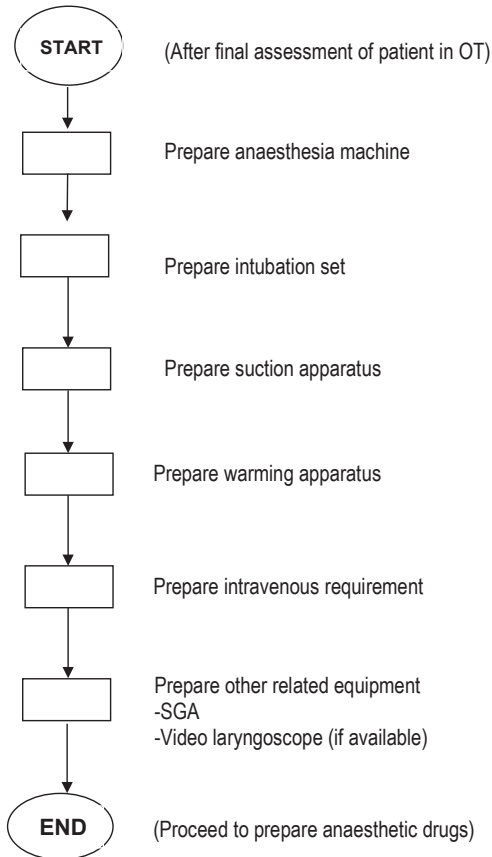 START
(After final assessment of patient in OT)
Prepare anaesthesia machine
Prepare intubation set
Prepare suction apparatus
Prepare warming apparatus
Prepare intravenous requirement
Prepare other related equipment
-SGA
-Video laryngoscope (if available)
END
(Proceed to prepare anaesthetic drugs)